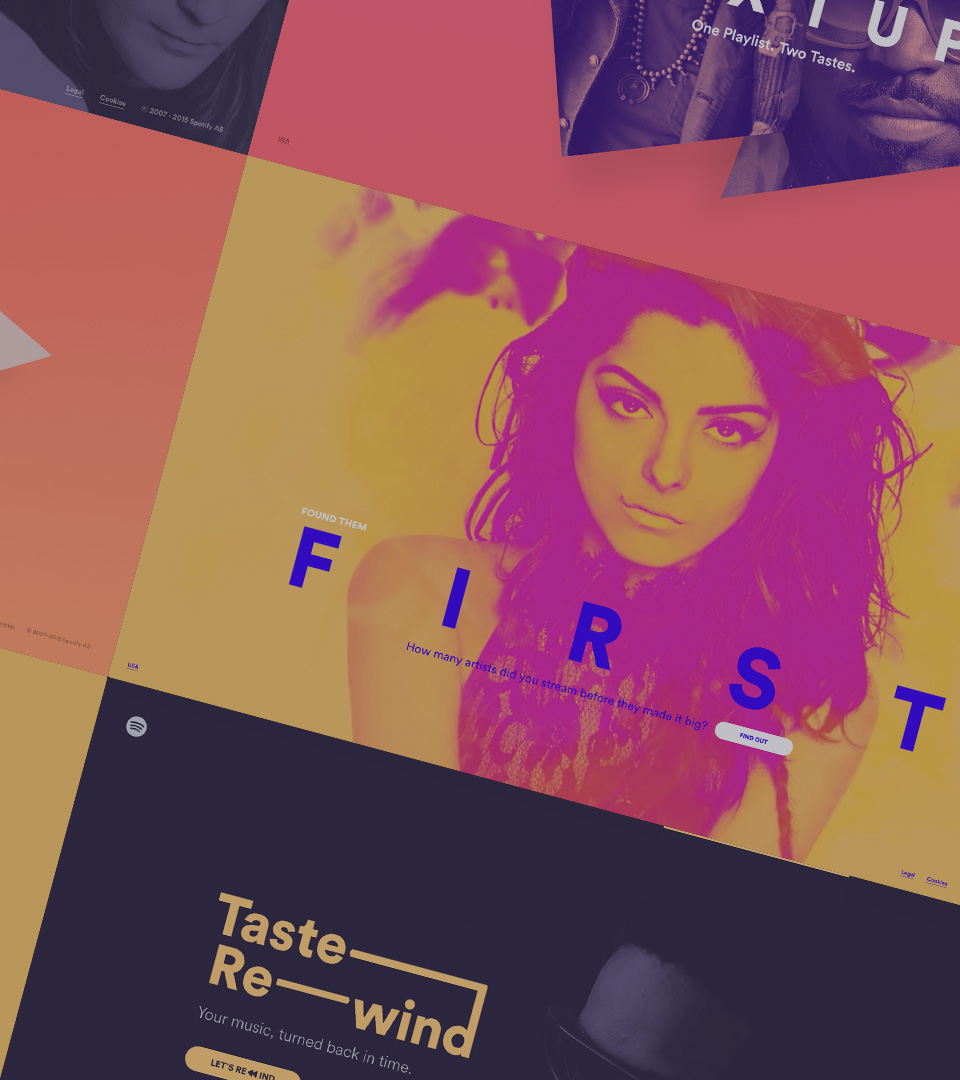 One Playlist. Two Tastes.
Legal Cookies © 2007 - 2015 Spotify AB
USA
FOUND THEM
FIRST
How many artists did you stream before they made it big?
FIND OUT
© 2007-2015 Spotify AB
USA
Legal Cookies
Taste
Re wind
Your music, turned back in time.
LET'S RE IND